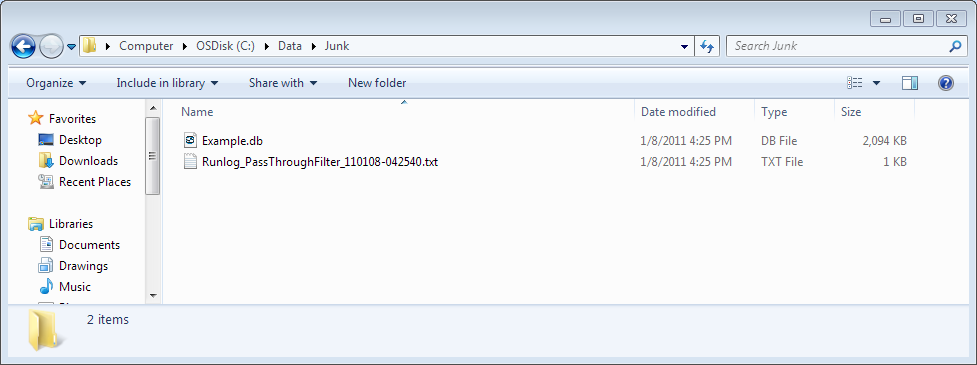 Computer ▸ OSDisk (C:) ▸ Data ▸ Junk
Search Junk
Organize Include in library Share with New folder
Name Date modified Type Size
Favorites
Desktop
Downloads
Recent Places
Libraries
Documents
Drawings
Music
Example.db 1/8/2011 4:25 PM DB File 2,094 KB
Runlog_PassThroughFilter_110108-042540.txt 1/8/2011 4:25 PM TXT File 1 KB
2 items